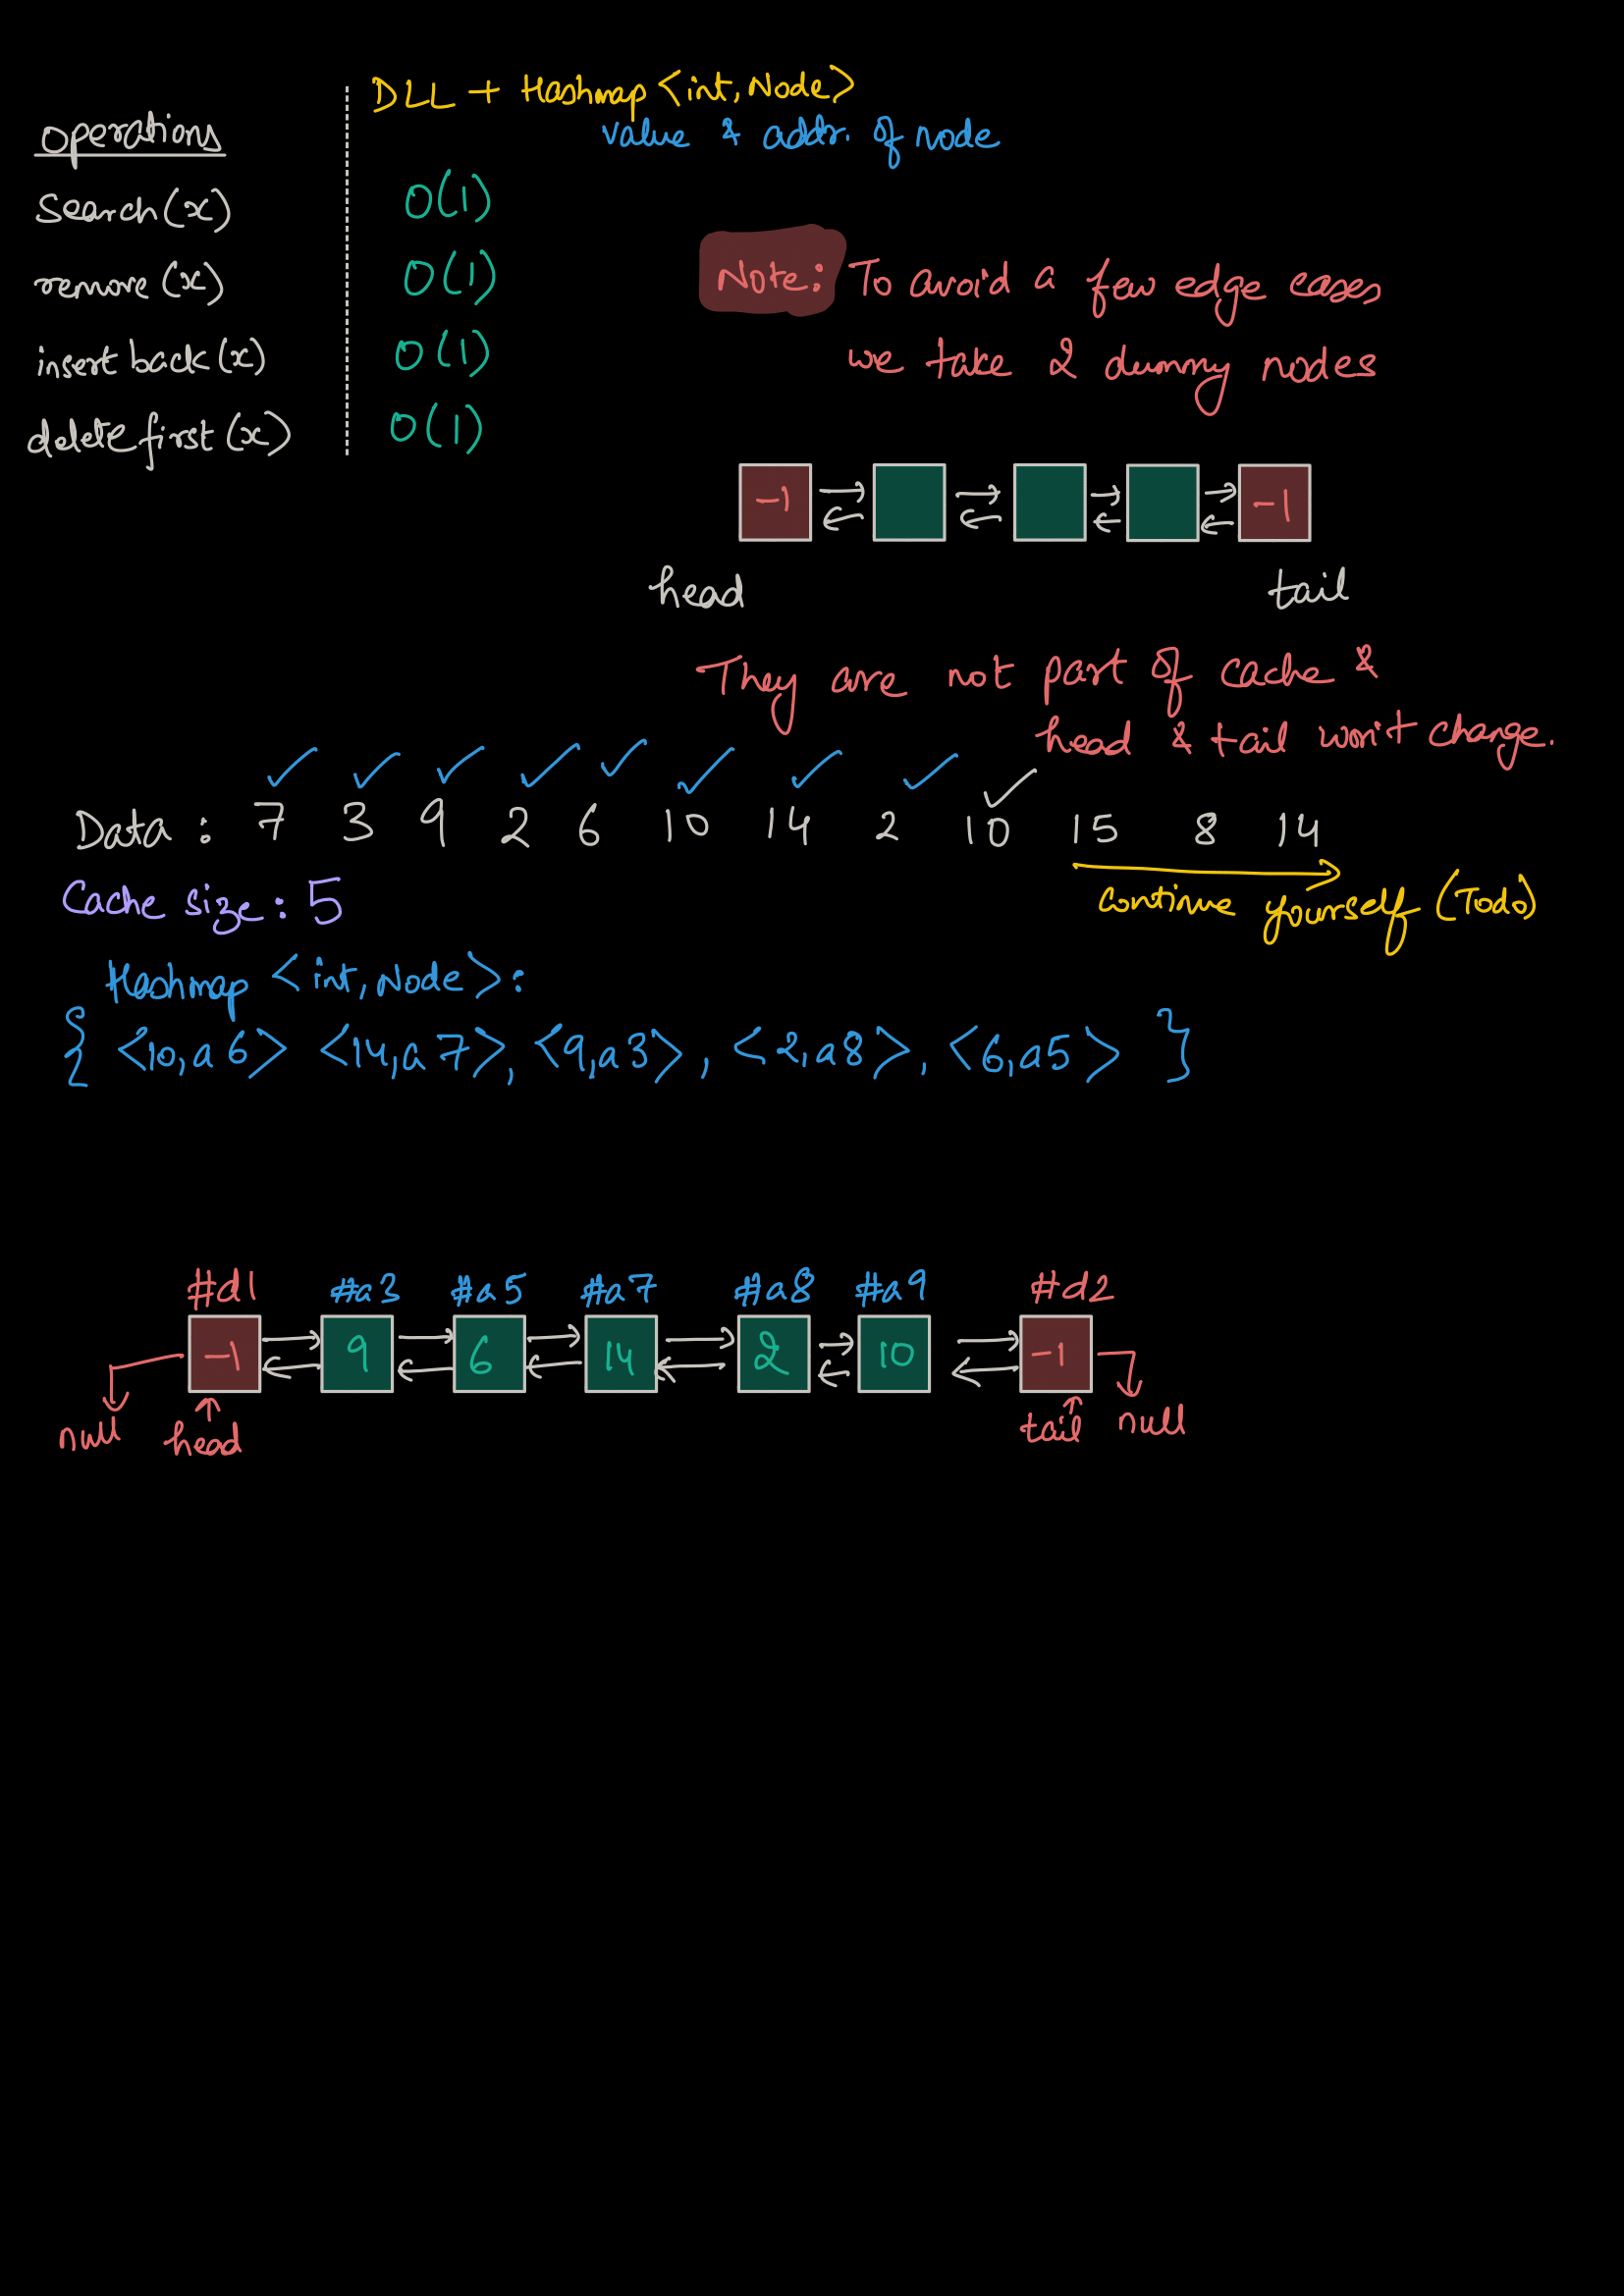 DLL + Hashmap <int, Node>
value & addr. of node
operations
Search(x) O(1)
remove(x) O(1)
insert back(x) O(1)
delete first(x) O(1)
Note: To avoid a few edge cases
we take 2 dummy nodes
-1 -1
head tail
They are not part of cache &
head & tail won't change.
Data : 7 3 9 2 6 10 14 2 10 15 8 14
Cache size : 5
continue yourself (Todo)
Hashmap <int, Node> :
{ <10, a6> <14, a7>, <9, a3>, <2, a8>, <6, a5> }
#d1 #a3 #a5 #a7 #a8 #a9 #d2
-1 9 6 14 2 10 -1
null head tail null